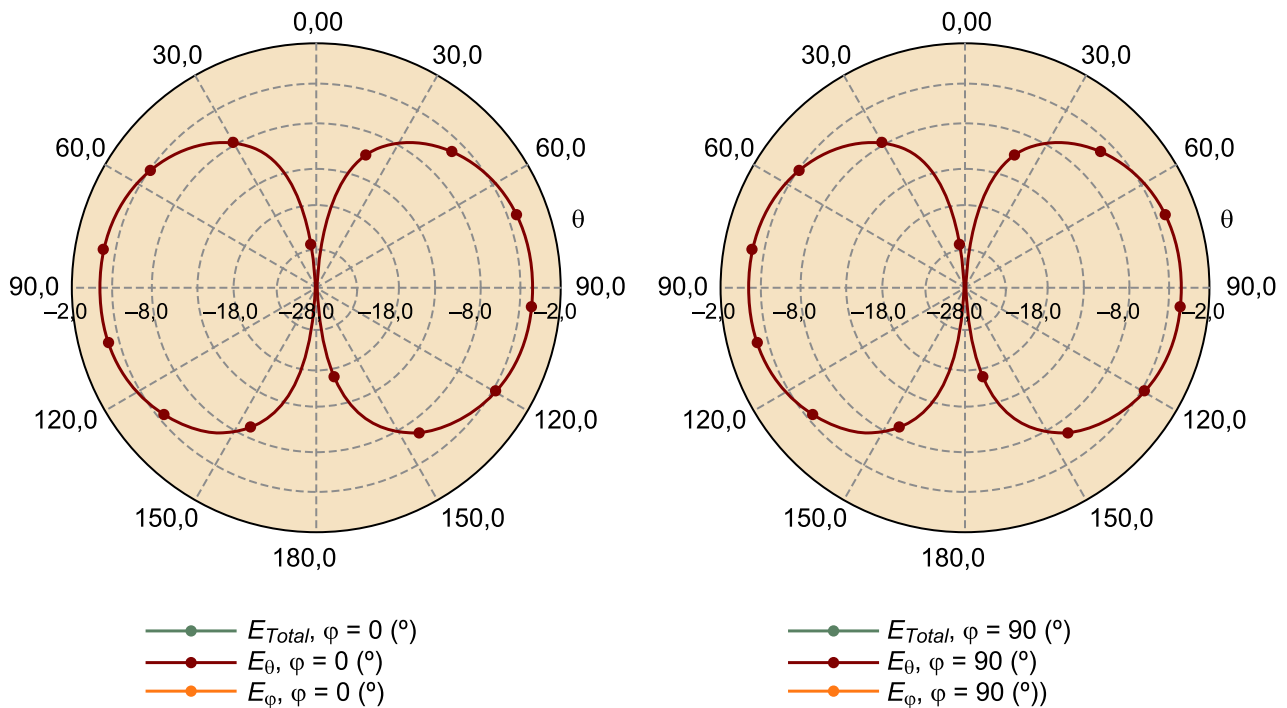 0,00 0,00
30,0 30,0 30,0 30,0
60,0 60,0 60,0 60,0
θ θ
90,0 90,0 90,0 90,0
–2,0 –8,0 –18,0 –28,0 –18,0 –8,0 –2,0 –2,0 –8,0 –18,0 –28,0 –18,0 –8,0 –2,0
120,0 120,0 120,0 120,0
150,0 150,0 150,0 150,0
180,0 180,0
E_Total, φ = 0 (º)
E_θ, φ = 0 (º)
E_φ, φ = 0 (º)
E_Total, φ = 90 (º)
E_θ, φ = 90 (º)
E_φ, φ = 90 (º))